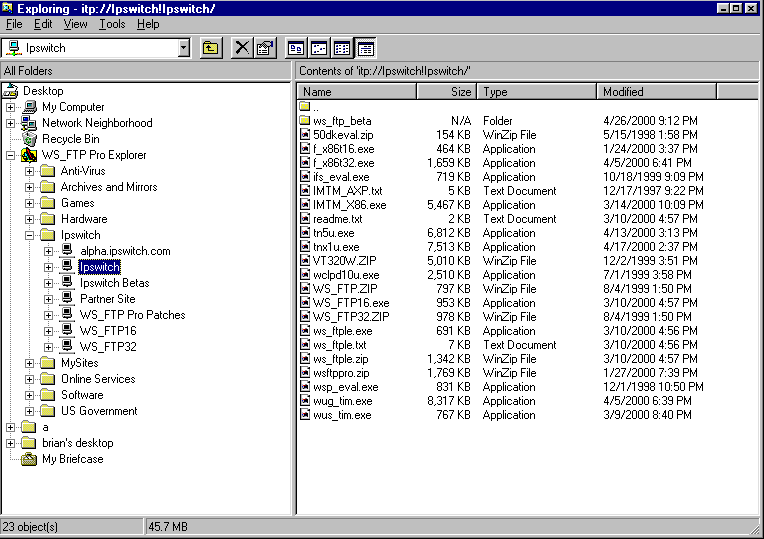 Exploring - itp://Ipswitch!Ipswitch/
File Edit View Tools Help
Ipswitch
All Folders
Contents of 'itp://Ipswitch!Ipswitch/'
Desktop
My Computer
Network Neighborhood
Recycle Bin
WS_FTP Pro Explorer
Anti-Virus
Archives and Mirrors
Games
Hardware
Ipswitch
alpha.ipswitch.com
Ipswitch
Ipswitch Betas
Partner Site
WS_FTP Pro Patches
WS_FTP16
WS_FTP32
MySites
Online Services
Software
US Government
a
brian's desktop
My Briefcase
Name Size Type Modified
..
ws_ftp_beta N/A Folder 4/26/2000 9:12 PM
50dkeval.zip 154 KB WinZip File 5/15/1998 1:58 PM
f_x86t16.exe 464 KB Application 1/24/2000 3:37 PM
f_x86t32.exe 1,659 KB Application 4/5/2000 6:41 PM
ifs_eval.exe 719 KB Application 10/18/1999 9:09 PM
IMTM_AXP.txt 5 KB Text Document 12/17/1997 9:22 PM
IMTM_X86.exe 5,467 KB Application 3/14/2000 10:09 PM
readme.txt 2 KB Text Document 3/10/2000 4:57 PM
tn5u.exe 6,812 KB Application 4/13/2000 3:13 PM
tnx1u.exe 7,513 KB Application 4/17/2000 2:37 PM
VT320W.ZIP 5,010 KB WinZip File 12/2/1999 3:51 PM
wclpd10u.exe 2,510 KB Application 7/1/1999 3:58 PM
WS_FTP.ZIP 797 KB WinZip File 8/4/1999 1:50 PM
WS_FTP16.exe 953 KB Application 3/10/2000 4:57 PM
WS_FTP32.ZIP 978 KB WinZip File 8/4/1999 1:50 PM
ws_ftple.exe 691 KB Application 3/10/2000 4:56 PM
ws_ftple.txt 7 KB Text Document 3/10/2000 4:56 PM
ws_ftple.zip 1,342 KB WinZip File 3/10/2000 4:57 PM
wsftppro.zip 1,769 KB WinZip File 1/27/2000 7:39 PM
wsp_eval.exe 831 KB Application 12/1/1998 10:50 PM
wug_tim.exe 8,317 KB Application 4/5/2000 6:39 PM
wus_tim.exe 767 KB Application 3/9/2000 8:40 PM
23 object(s) 45.7 MB